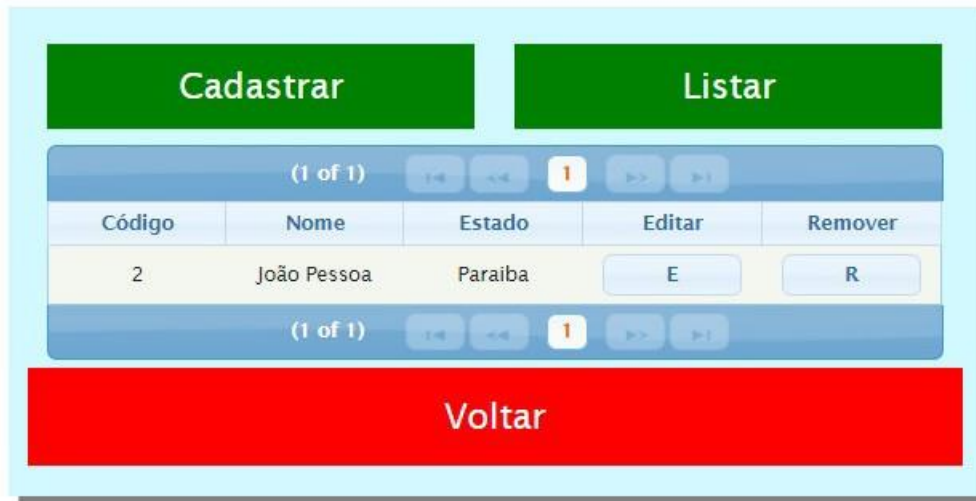 Cadastrar Listar
(1 of 1) 1
Código Nome Estado Editar Remover
2 João Pessoa Paraiba E R
(1 of 1) 1
Voltar